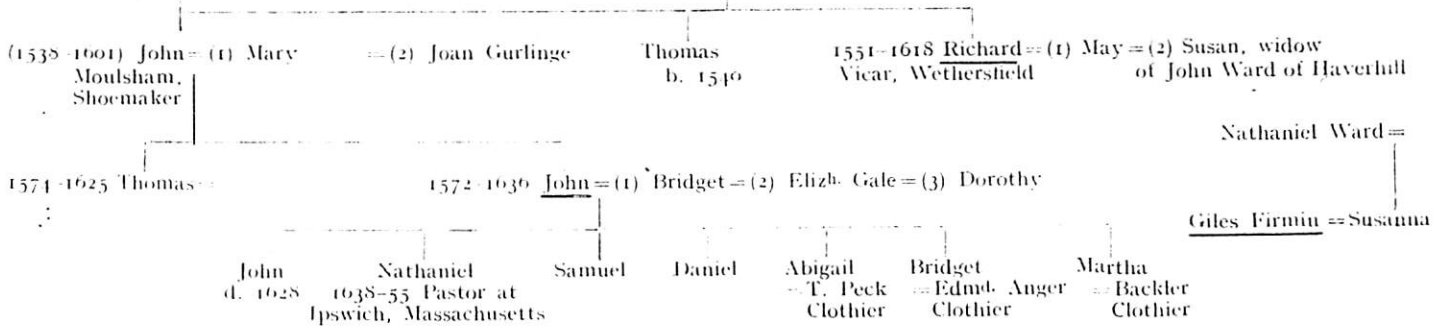 (1538-1601) John=(1) Mary =(2) Joan Gurlinge Thomas 1551-1618 Richard=(1) May=(2) Susan, widow
Moulsham, b. 1540 Vicar, Wethersfield of John Ward of Haverhill
Shoemaker
Nathaniel Ward=
1574-1625 Thomas= 1572-1636 John=(1) Bridget=(2) Elizh. Gale=(3) Dorothy
Giles Firmin=Susanna
John Nathaniel Samuel Daniel Abigail Bridget Martha
d. 1628 1638-55 Pastor at =T. Peck =Edmd. Anger =Backler
Ipswich, Massachusetts Clothier Clothier Clothier